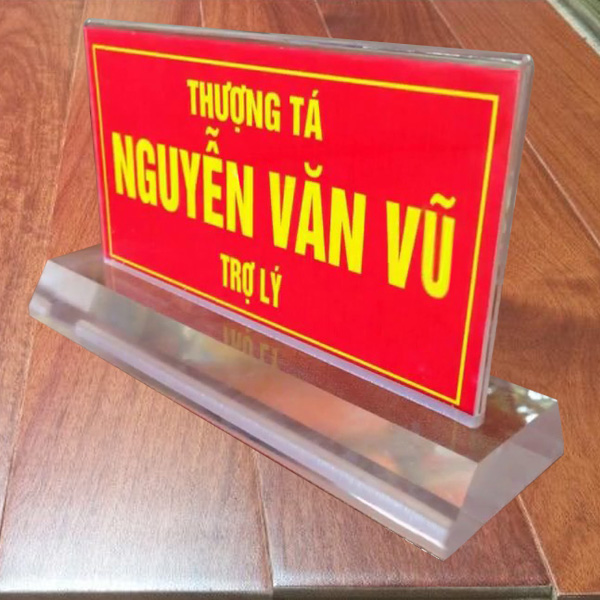 THƯỢNG TÁ
NGUYỄN VĂN VŨ
TRỢ LÝ